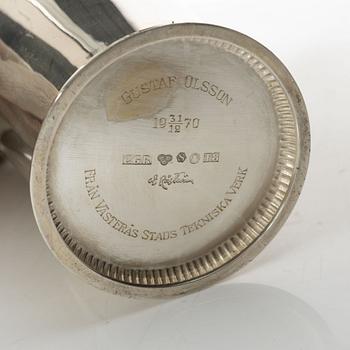 GUSTAF OLSSON
19 31/12 70
FRÅN VÄSTERÅS STADS TEKNISKA VERK